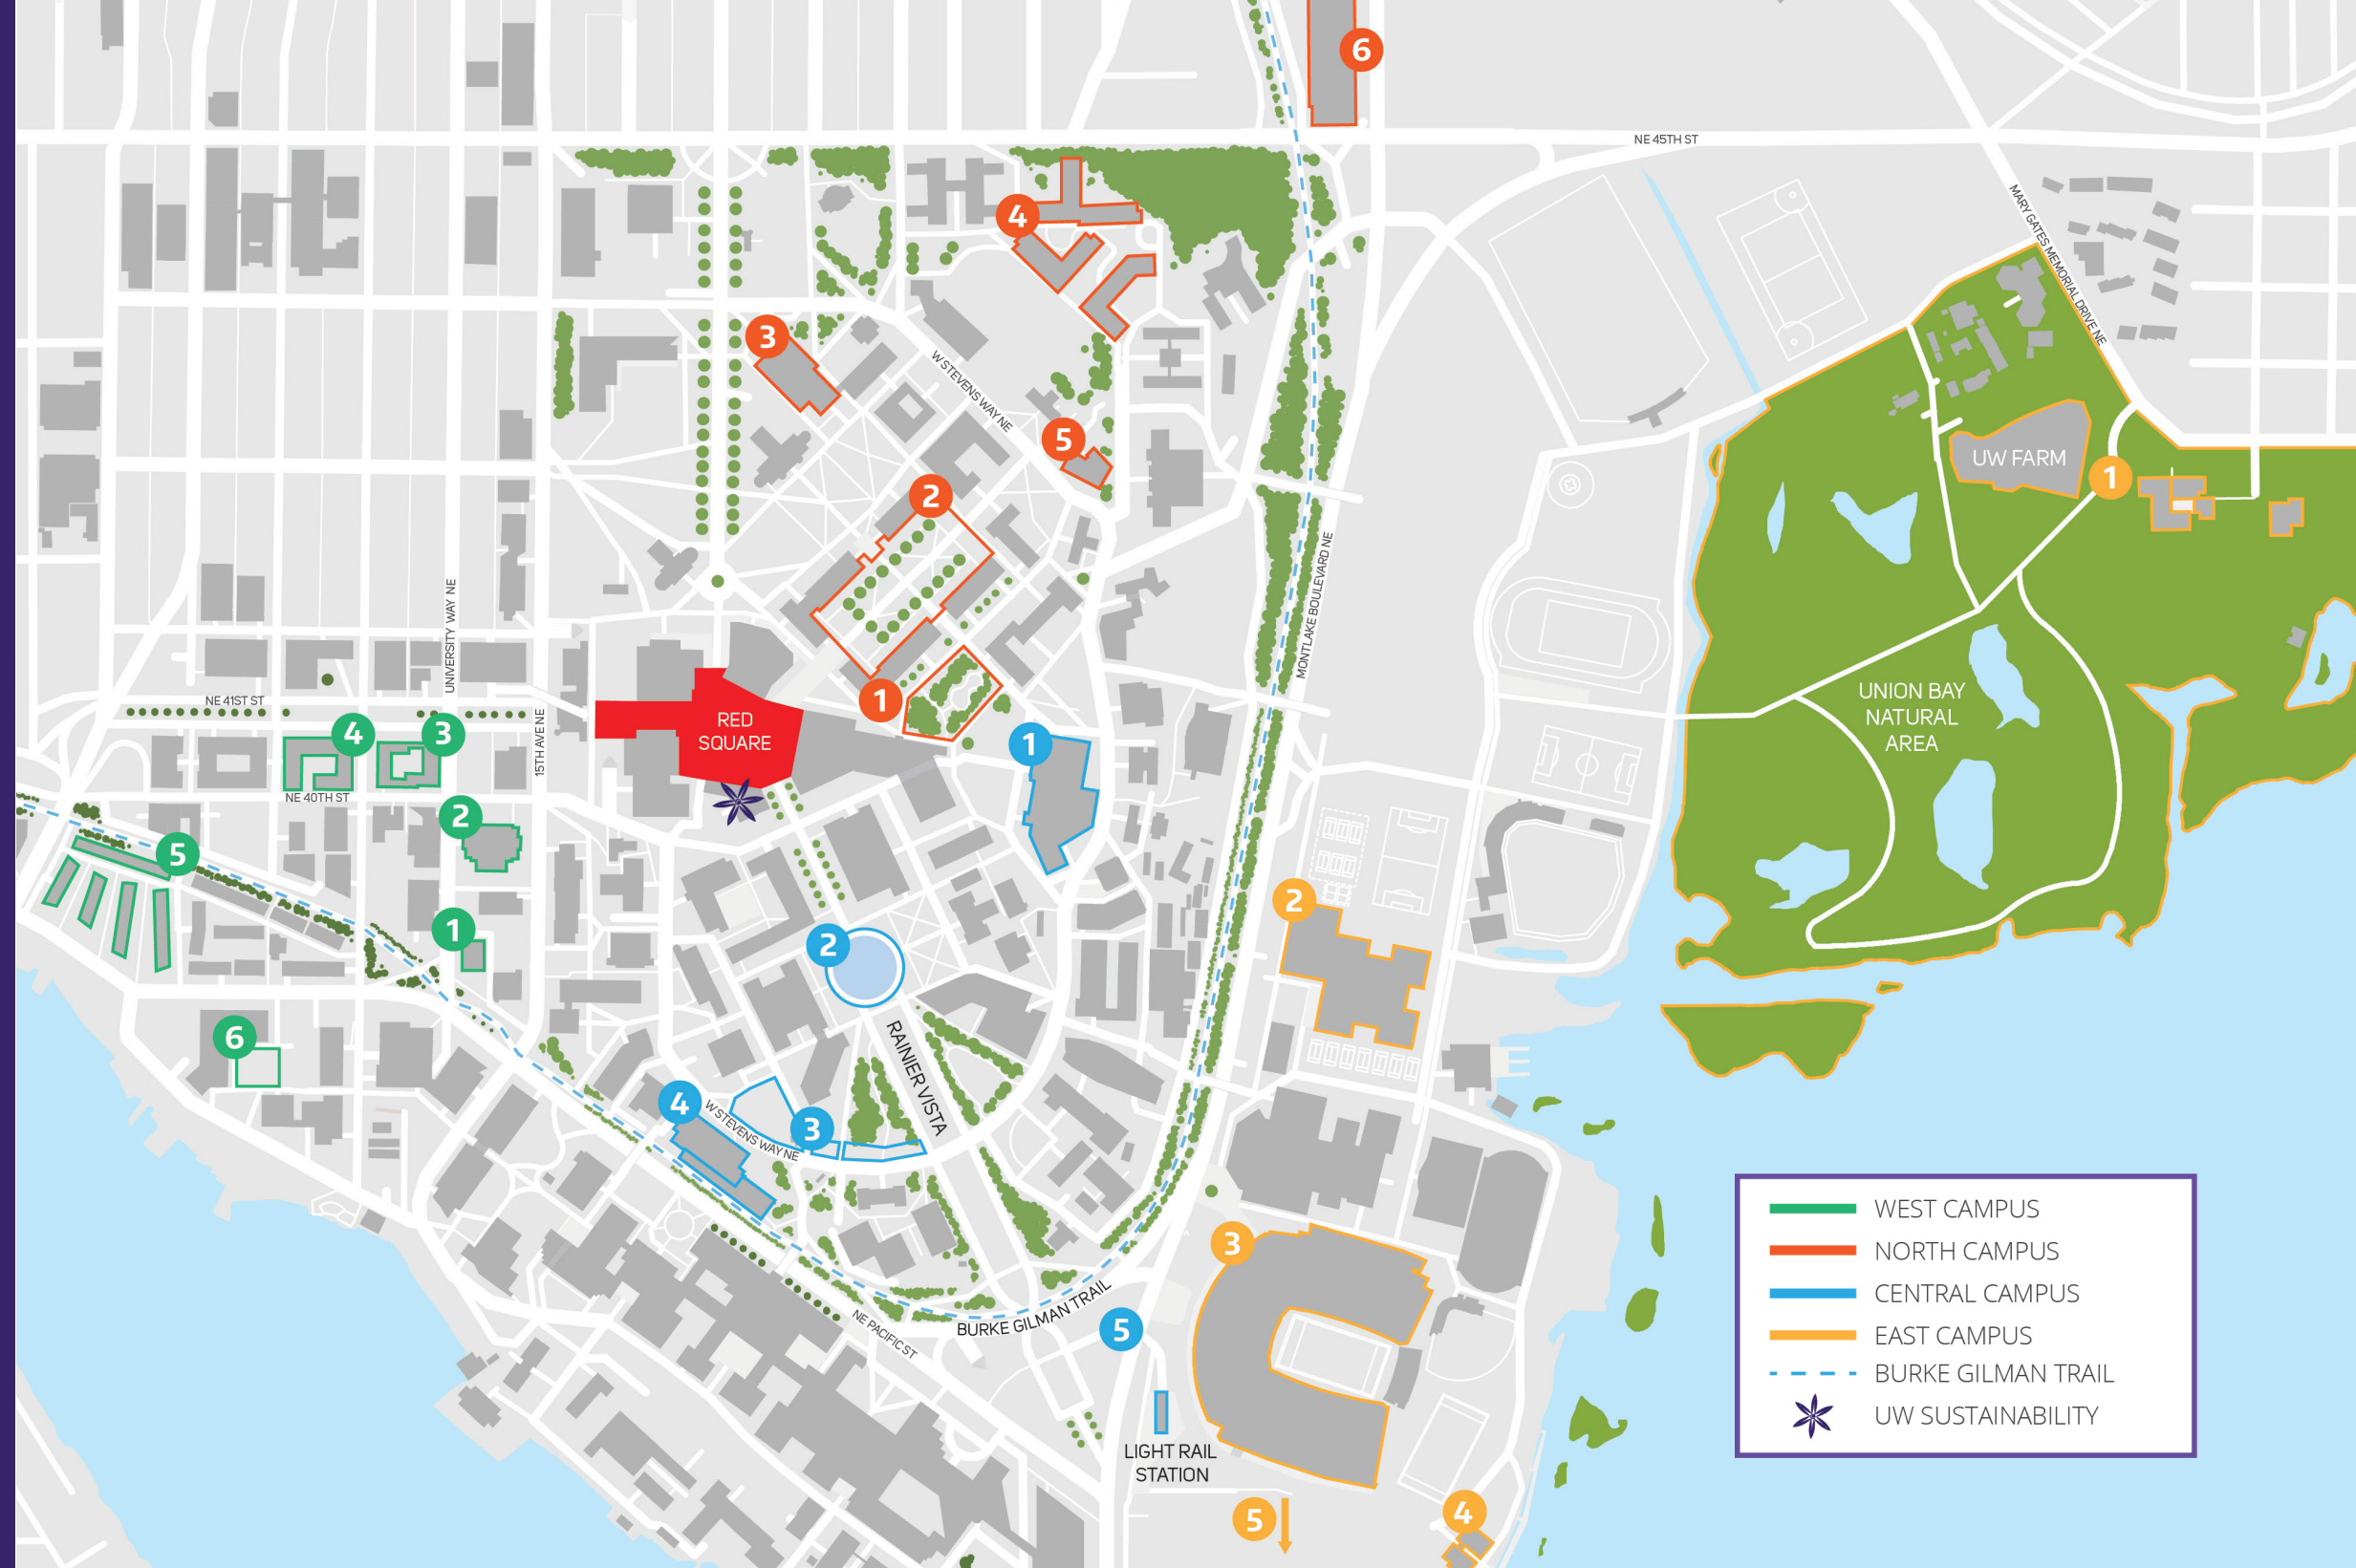 6
NE 45TH ST
MARY GATES MEMORIAL DRIVE NE
4
3
W STEVENS WAY NE
5
UW FARM
1
2
MONTLAKE BOULEVARD NE
UNIVERSITY WAY NE
NE 41ST ST
15TH AVE NE
RED
SQUARE
1
UNION BAY
NATURAL
AREA
4
3
1
NE 40TH ST
2
5
2
1
2
6
RAINIER VISTA
4
W STEVENS WAY NE
3
3
BURKE GILMAN TRAIL
NE PACIFIC ST
5
LIGHT RAIL
STATION
5
4
WEST CAMPUS
NORTH CAMPUS
CENTRAL CAMPUS
EAST CAMPUS
BURKE GILMAN TRAIL
UW SUSTAINABILITY